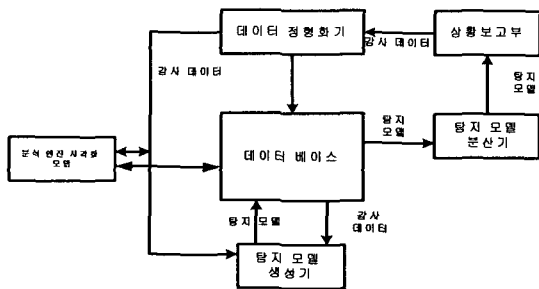 데이터 정형화기
상황보고부
감사 데이터
감사 데이터
탐지
모델
탐지
모델
데이터 베이스
탐지 모델
분산기
분석 엔진 시각화
모델
탐지 모델
감사
데이터
탐지 모델
생성기